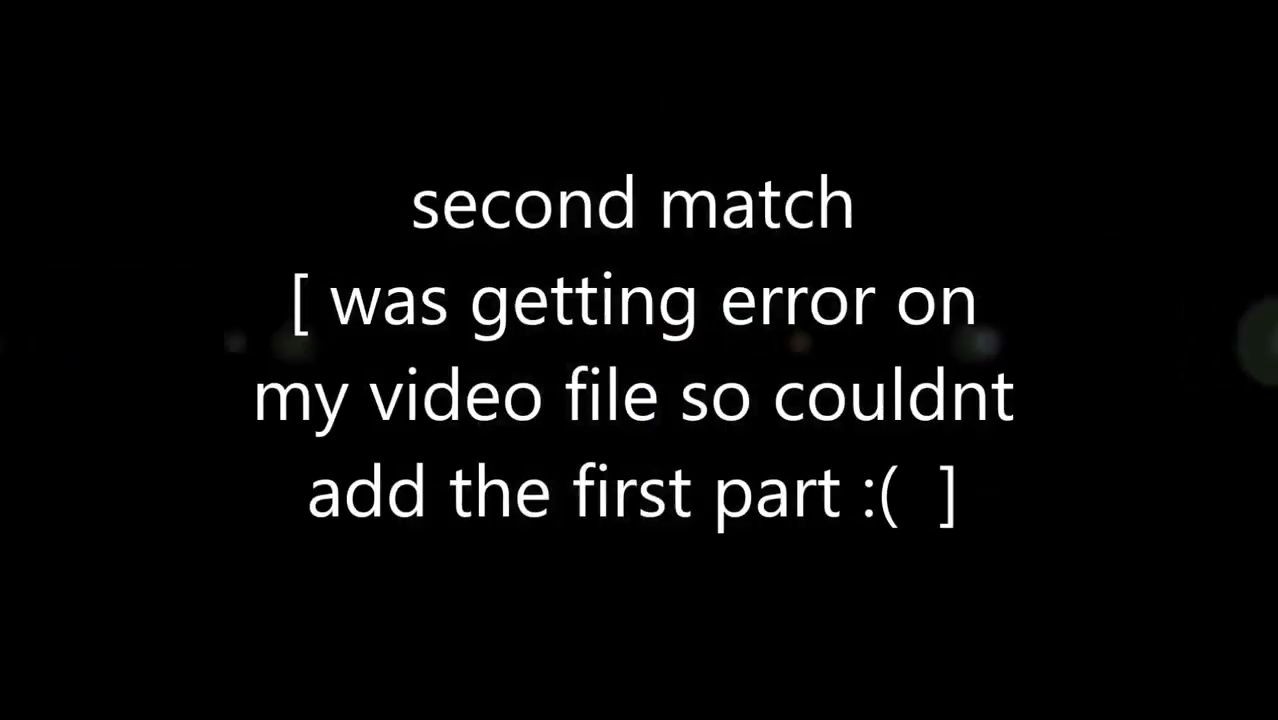 second match
[ was getting error on
my video file so couldnt
add the first part :(  ]